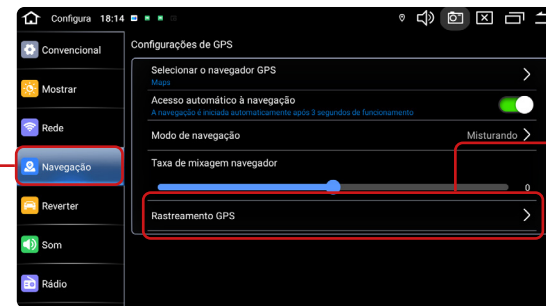 Configura 18:14
Convencional
Mostrar
Rede
Navegação
Reverter
Som
Rádio
Configurações de GPS
Selecionar o navegador GPS
Maps
Acesso automático à navegação
A navegação é iniciada automaticamente após 3 segundos de funcionamento
Modo de navegação
Misturando
Taxa de mixagem navegador
0
Rastreamento GPS